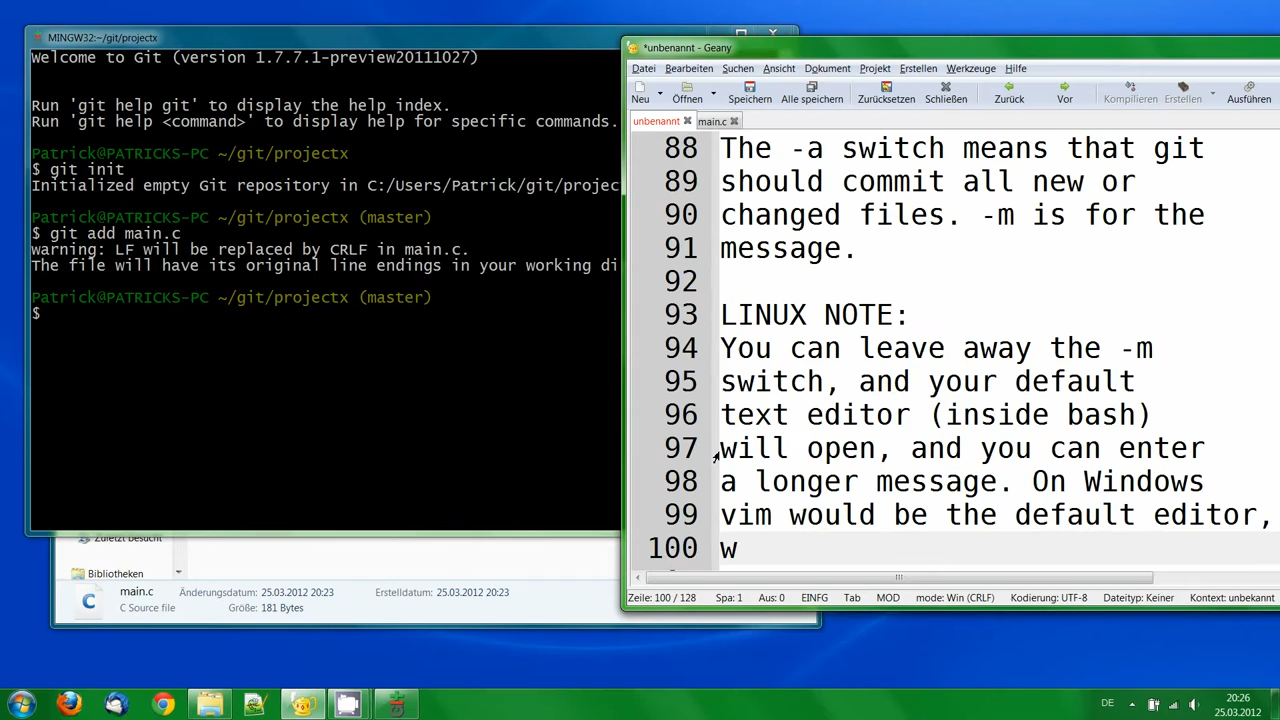 MINGW32:~/git/projectx
Welcome to Git (version 1.7.7.1-preview20111027)
Run 'git help git' to display the help index.
Run 'git help <command>' to display help for specific commands.
Patrick@PATRICKS-PC ~/git/projectx
$ git init
Initialized empty Git repository in C:/Users/Patrick/git/projec
Patrick@PATRICKS-PC ~/git/projectx (master)
$ git add main.c
warning: LF will be replaced by CRLF in main.c.
The file will have its original line endings in your working di
Patrick@PATRICKS-PC ~/git/projectx (master)
$
Zuletzt besucht
Bibliotheken
main.c Änderungsdatum: 25.03.2012 20:23 Erstelldatum: 25.03.2012 20:23
C Source file Größe: 181 Bytes
*unbenannt - Geany
Datei Bearbeiten Suchen Ansicht Dokument Projekt Erstellen Werkzeuge Hilfe
Neu Öffnen Speichern Alle speichern Zurücksetzen Schließen Zurück Vor Kompilieren Erstellen Ausführen
unbenannt main.c
88 The -a switch means that git
89 should commit all new or
90 changed files. -m is for the
91 message.
92
93 LINUX NOTE:
94 You can leave away the -m
95 switch, and your default
96 text editor (inside bash)
97 will open, and you can enter
98 a longer message. On Windows
99 vim would be the default editor,
100 w
Zeile: 100 / 128 Spa: 1 Aus: 0 EINFG Tab MOD mode: Win (CRLF) Kodierung: UTF-8 Dateityp: Keiner Kontext: unbekannt
DE
20:26
25.03.2012